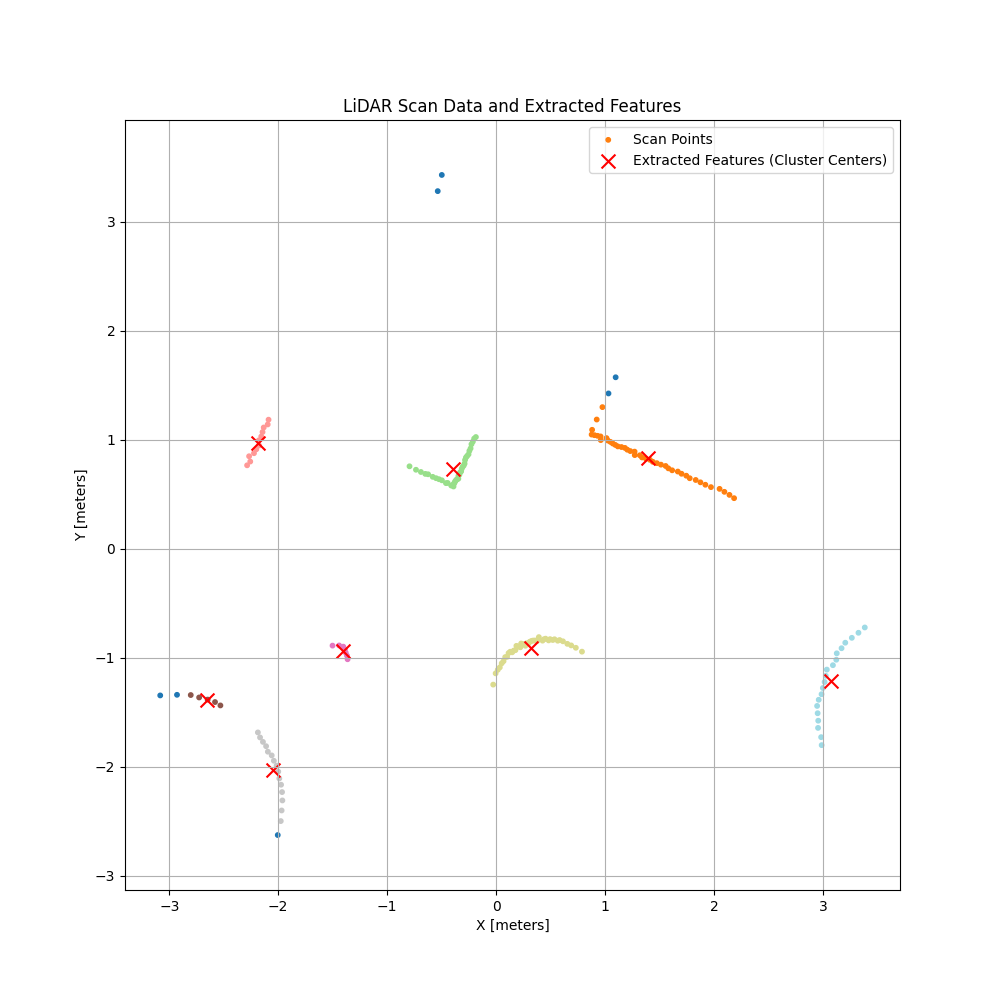 LiDAR Scan Data and Extracted Features
Scan Points
Extracted Features (Cluster Centers)
3
2
1
0
−1
−2
−3
Y [meters]
−3 −2 −1 0 1 2 3
X [meters]